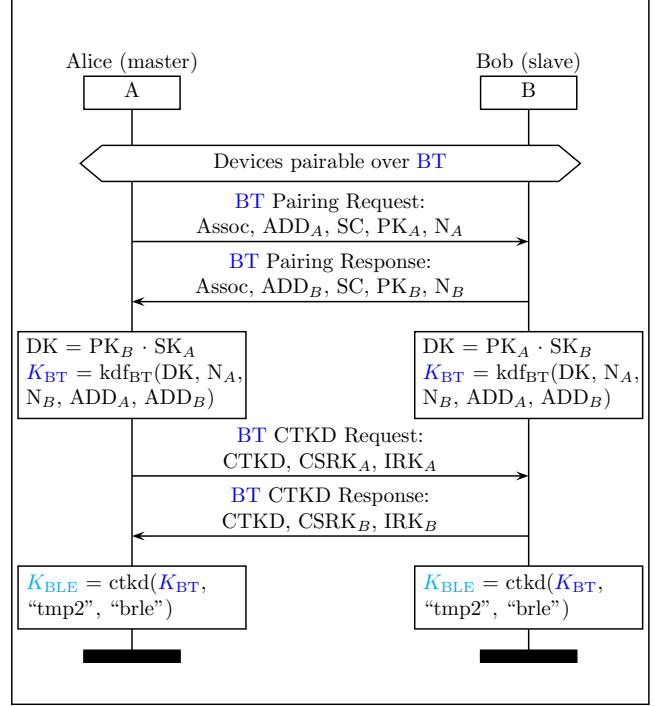 Alice (master) Bob (slave)
A B
Devices pairable over BT
BT Pairing Request:
Assoc, ADD_A, SC, PK_A, N_A
BT Pairing Response:
Assoc, ADD_B, SC, PK_B, N_B
DK = PK_B · SK_A
K_BT = kdf_BT(DK, N_A,
N_B, ADD_A, ADD_B)
DK = PK_A · SK_B
K_BT = kdf_BT(DK, N_A,
N_B, ADD_A, ADD_B)
BT CTKD Request:
CTKD, CSRK_A, IRK_A
BT CTKD Response:
CTKD, CSRK_B, IRK_B
K_BLE = ctkd(K_BT,
“tmp2”, “brle”)
K_BLE = ctkd(K_BT,
“tmp2”, “brle”)